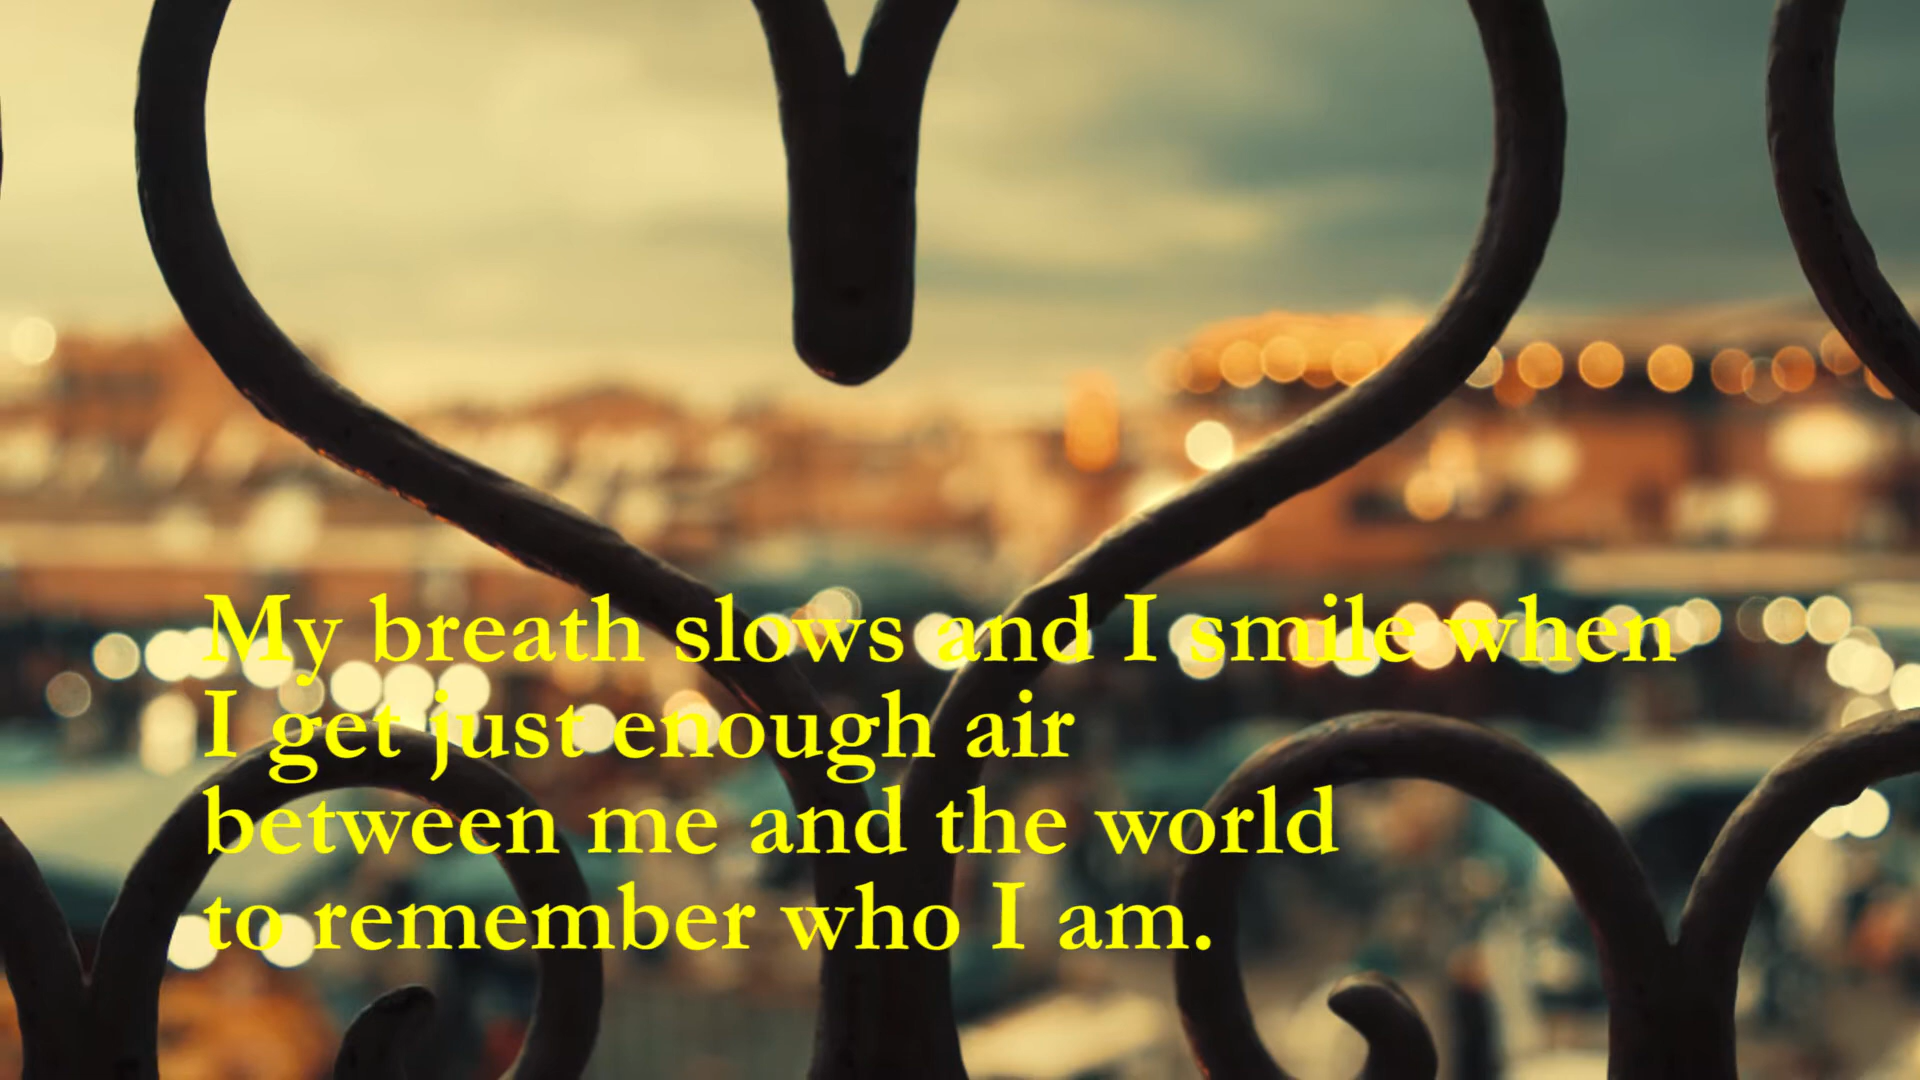 My breath slows and I smile when
I get just enough air
between me and the world
to remember who I am.